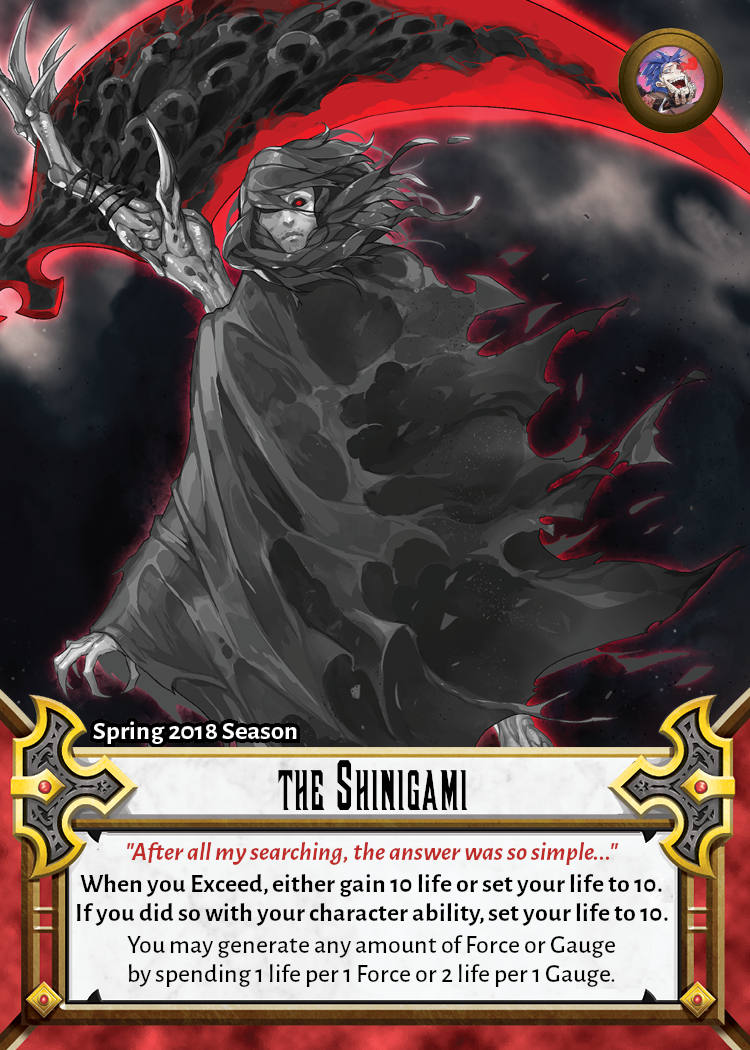 Spring 2018 Season
the Shinigami
"After all my searching, the answer was so simple..."
When you Exceed, either gain 10 life or set your life to 10.
If you did so with your character ability, set your life to 10.
You may generate any amount of Force or Gauge
by spending 1 life per 1 Force or 2 life per 1 Gauge.